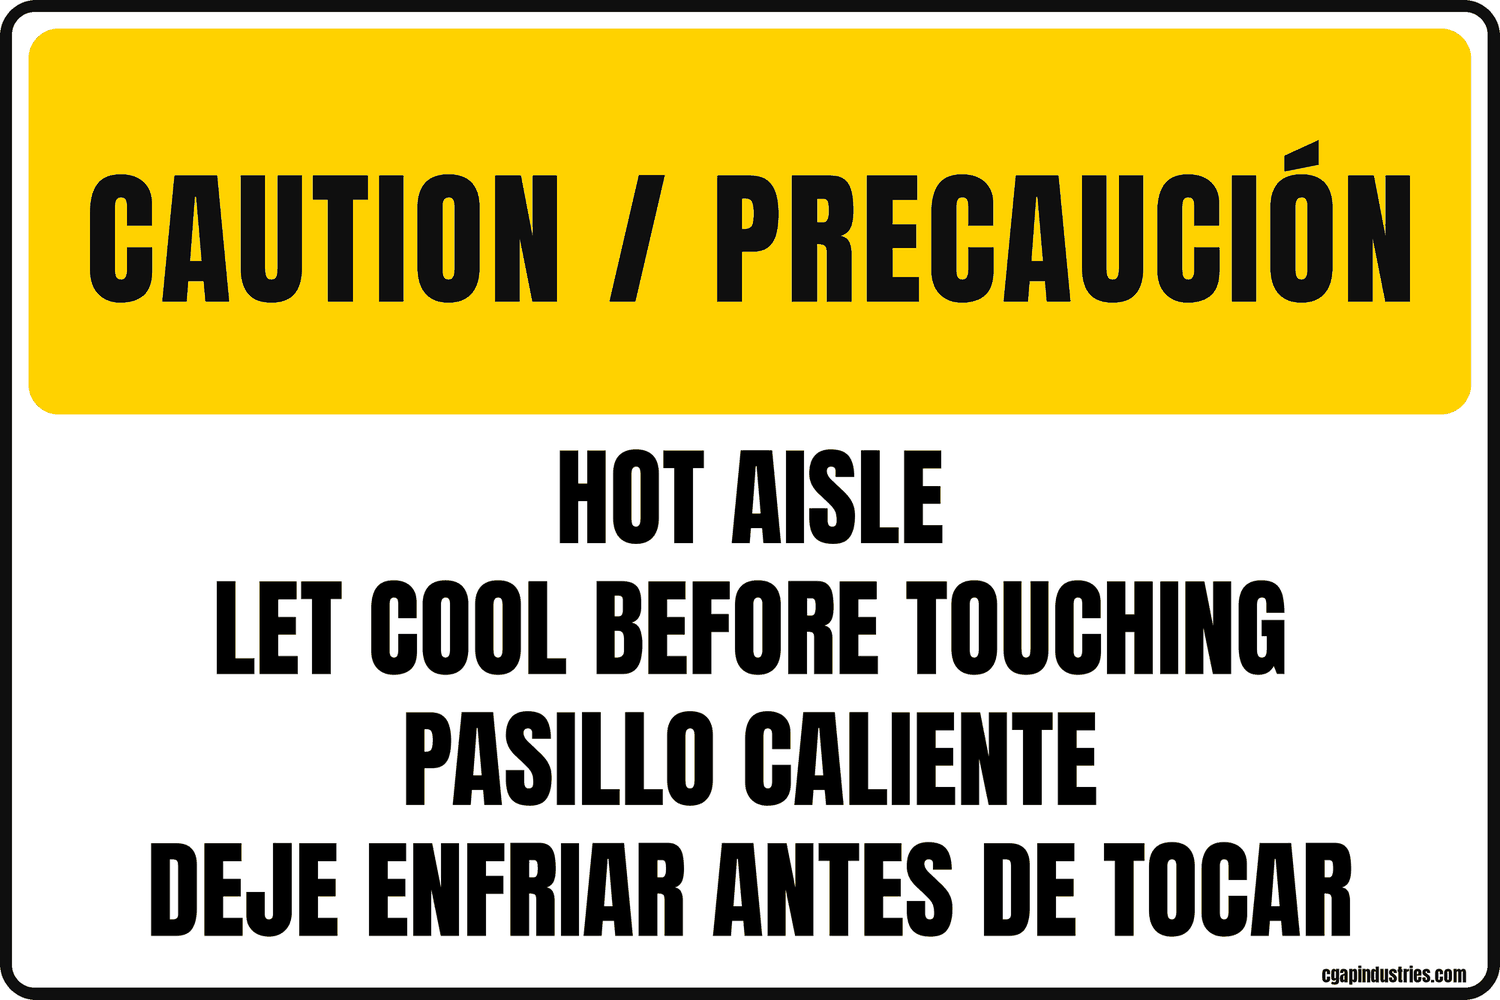 CAUTION / PRECAUCIÓN
HOT AISLE
LET COOL BEFORE TOUCHING
PASILLO CALIENTE
DEJE ENFRIAR ANTES DE TOCAR
cgapindustries.com